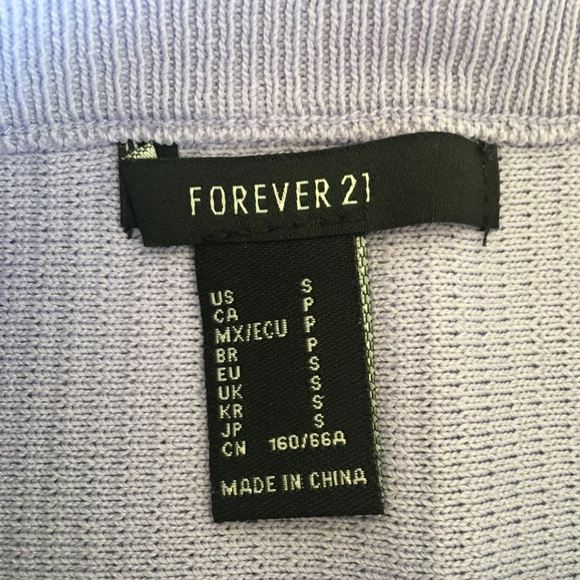 FOREVER 21
US S
CA P
MX/ECU P
BR P
EU S
UK S
KR S
JP S
CN 160/66A
MADE IN CHINA